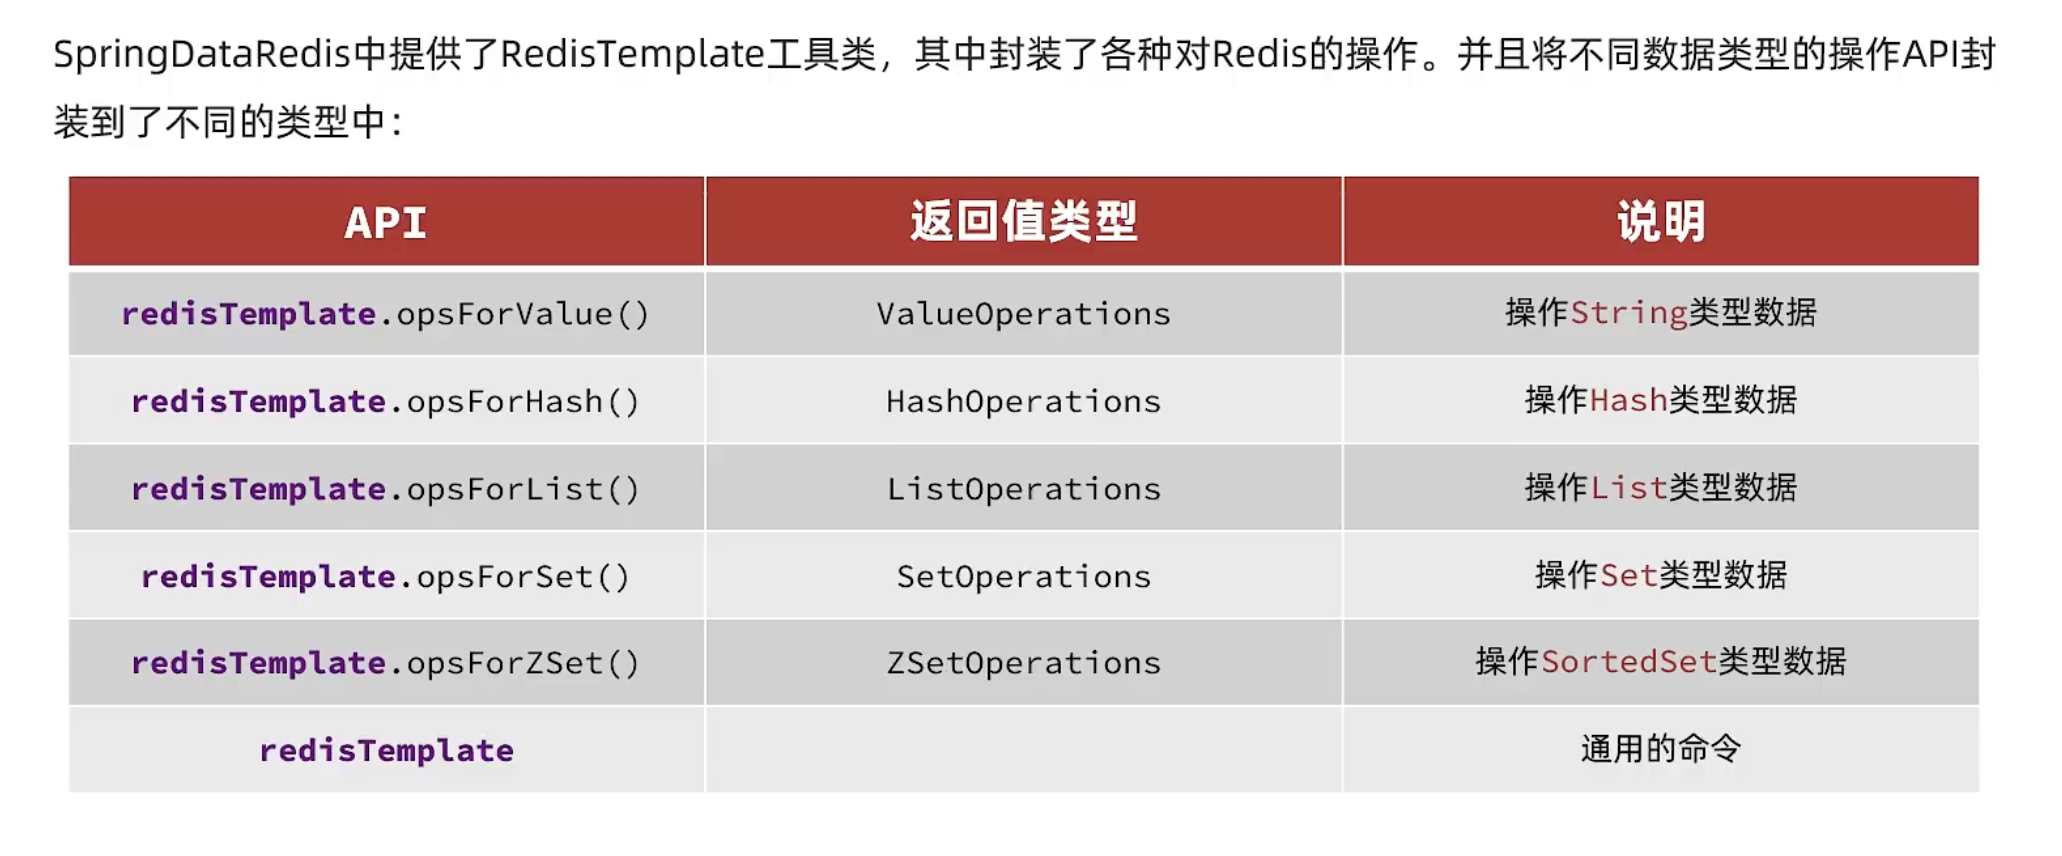 SpringDataRedis中提供了RedisTemplate工具类，其中封装了各种对Redis的操作。并且将不同数据类型的操作API封
装到了不同的类型中：
API 返回值类型 说明
redisTemplate.opsForValue() ValueOperations 操作String类型数据
redisTemplate.opsForHash() HashOperations 操作Hash类型数据
redisTemplate.opsForList() ListOperations 操作List类型数据
redisTemplate.opsForSet() SetOperations 操作Set类型数据
redisTemplate.opsForZSet() ZSetOperations 操作SortedSet类型数据
redisTemplate 通用的命令